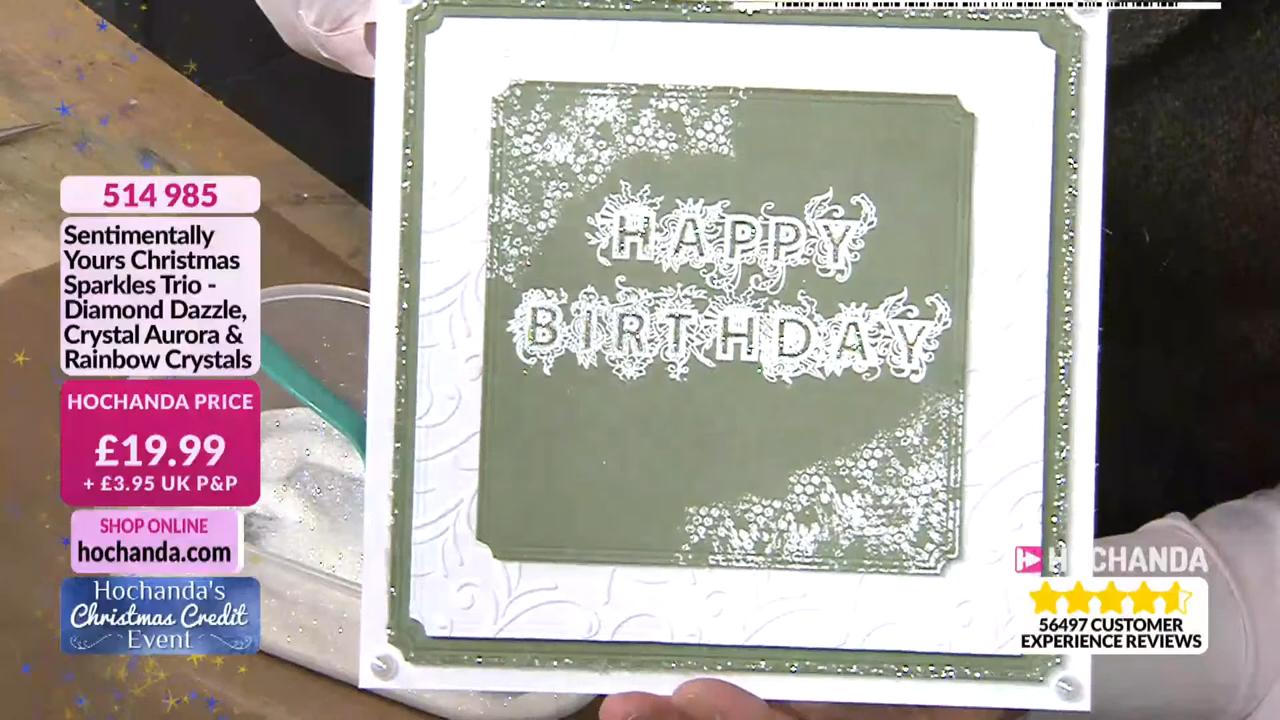 514 985
Sentimentally
Yours Christmas
Sparkles Trio -
Diamond Dazzle,
Crystal Aurora &
Rainbow Crystals
HOCHANDA PRICE
£19.99
+ £3.95 UK P&P
SHOP ONLINE
hochanda.com
Hochanda's
Christmas Credit
Event
HAPPY
BIRTHDAY
HOCHANDA
56497 CUSTOMER
EXPERIENCE REVIEWS